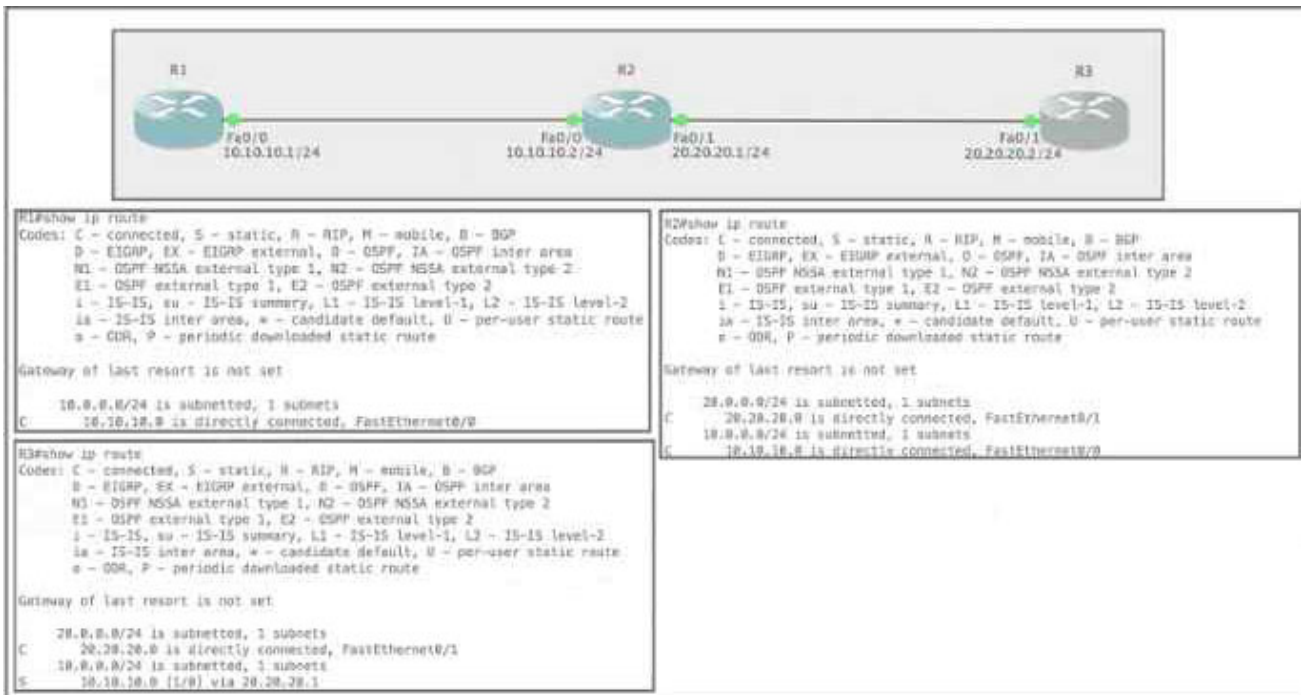 R1
R2
R3
Fa0/0
10.10.10.1/24
Fa0/0
10.10.10.2/24
Fa0/1
20.20.20.1/24
Fa0/1
20.20.20.2/24
R1#show ip route
Codes: C - connected, S - static, R - RIP, M - mobile, B - BGP
D - EIGRP, EX - EIGRP external, O - OSPF, IA - OSPF inter area
N1 - OSPF NSSA external type 1, N2 - OSPF NSSA external type 2
E1 - OSPF external type 1, E2 - OSPF external type 2
i - IS-IS, su - IS-IS summary, L1 - IS-IS level-1, L2 - IS-IS level-2
ia - IS-IS inter area, * - candidate default, U - per-user static route
o - ODR, P - periodic downloaded static route
Gateway of last resort is not set
10.0.0.0/24 is subnetted, 1 subnets
C 10.10.10.0 is directly connected, FastEthernet0/0
R2#show ip route
Codes: C - connected, S - static, R - RIP, M - mobile, B - BGP
D - EIGRP, EX - EIGRP external, O - OSPF, IA - OSPF inter area
N1 - OSPF NSSA external type 1, N2 - OSPF NSSA external type 2
E1 - OSPF external type 1, E2 - OSPF external type 2
i - IS-IS, su - IS-IS summary, L1 - IS-IS level-1, L2 - IS-IS level-2
ia - IS-IS inter area, * - candidate default, U - per-user static route
o - ODR, P - periodic downloaded static route
Gateway of last resort is not set
20.0.0.0/24 is subnetted, 1 subnets
C 20.20.20.0 is directly connected, FastEthernet0/1
10.0.0.0/24 is subnetted, 1 subnets
C 10.10.10.0 is directly connected, FastEthernet0/0
R3#show ip route
Codes: C - connected, S - static, R - RIP, M - mobile, B - BGP
D - EIGRP, EX - EIGRP external, O - OSPF, IA - OSPF inter area
N1 - OSPF NSSA external type 1, N2 - OSPF NSSA external type 2
E1 - OSPF external type 1, E2 - OSPF external type 2
i - IS-IS, su - IS-IS summary, L1 - IS-IS level-1, L2 - IS-IS level-2
ia - IS-IS inter area, * - candidate default, U - per-user static route
o - ODR, P - periodic downloaded static route
Gateway of last resort is not set
20.0.0.0/24 is subnetted, 1 subnets
C 20.20.20.0 is directly connected, FastEthernet0/1
10.0.0.0/24 is subnetted, 1 subnets
S 10.10.10.0 [1/0] via 20.20.20.1